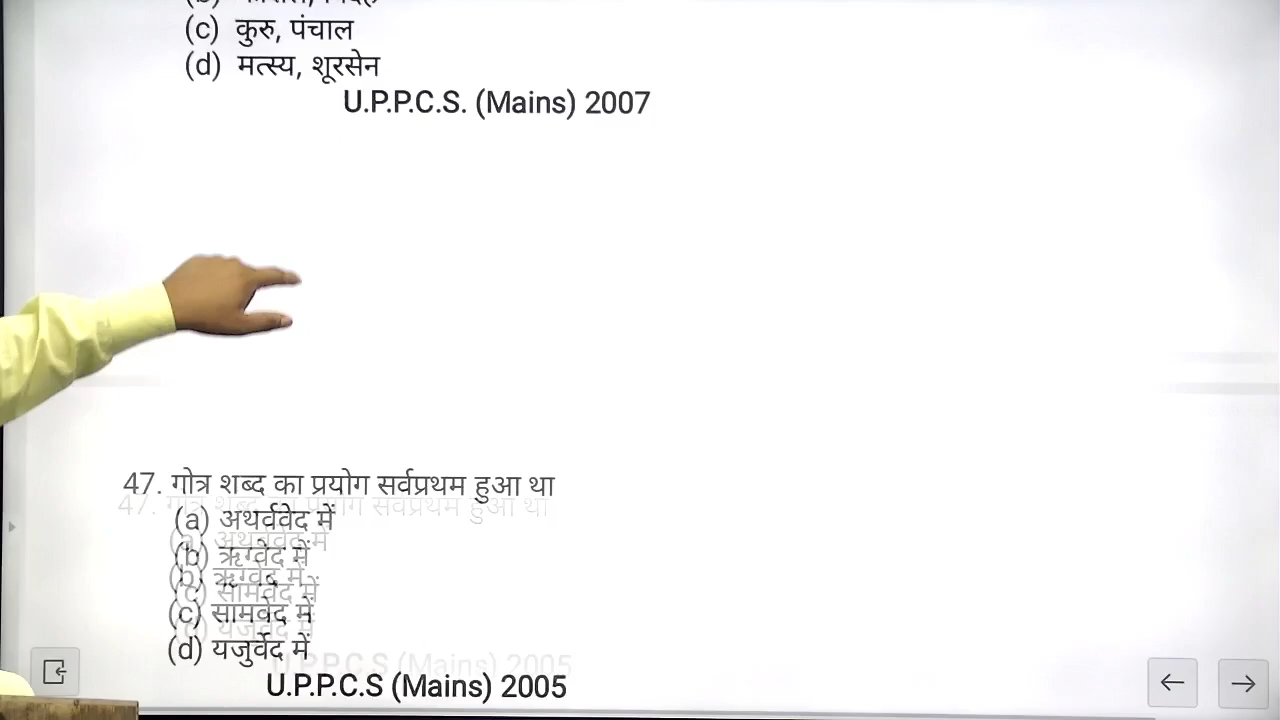 (c) कुरु, पंचाल
(d) मत्स्य, शूरसेन
U.P.P.C.S. (Mains) 2007
47. गोत्र शब्द का प्रयोग सर्वप्रथम हुआ था
(a) अथर्ववेद में
(b) ऋग्वेद में
(c) सामवेद में
(d) यजुर्वेद में
U.P.P.C.S (Mains) 2005